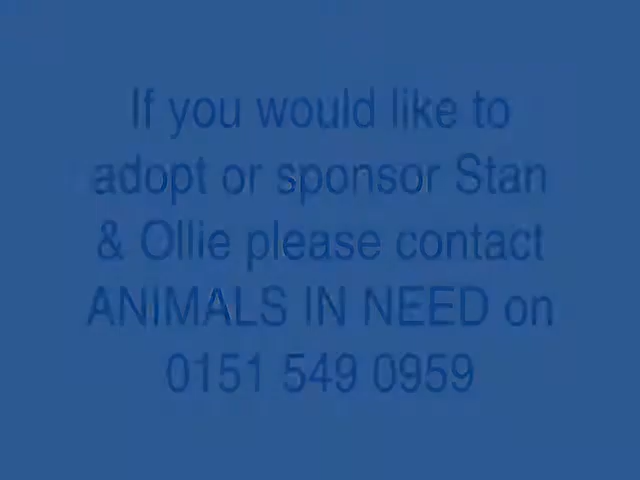 If you would like to
adopt or sponsor Stan
& Ollie please contact
ANIMALS IN NEED on
0151 549 0959